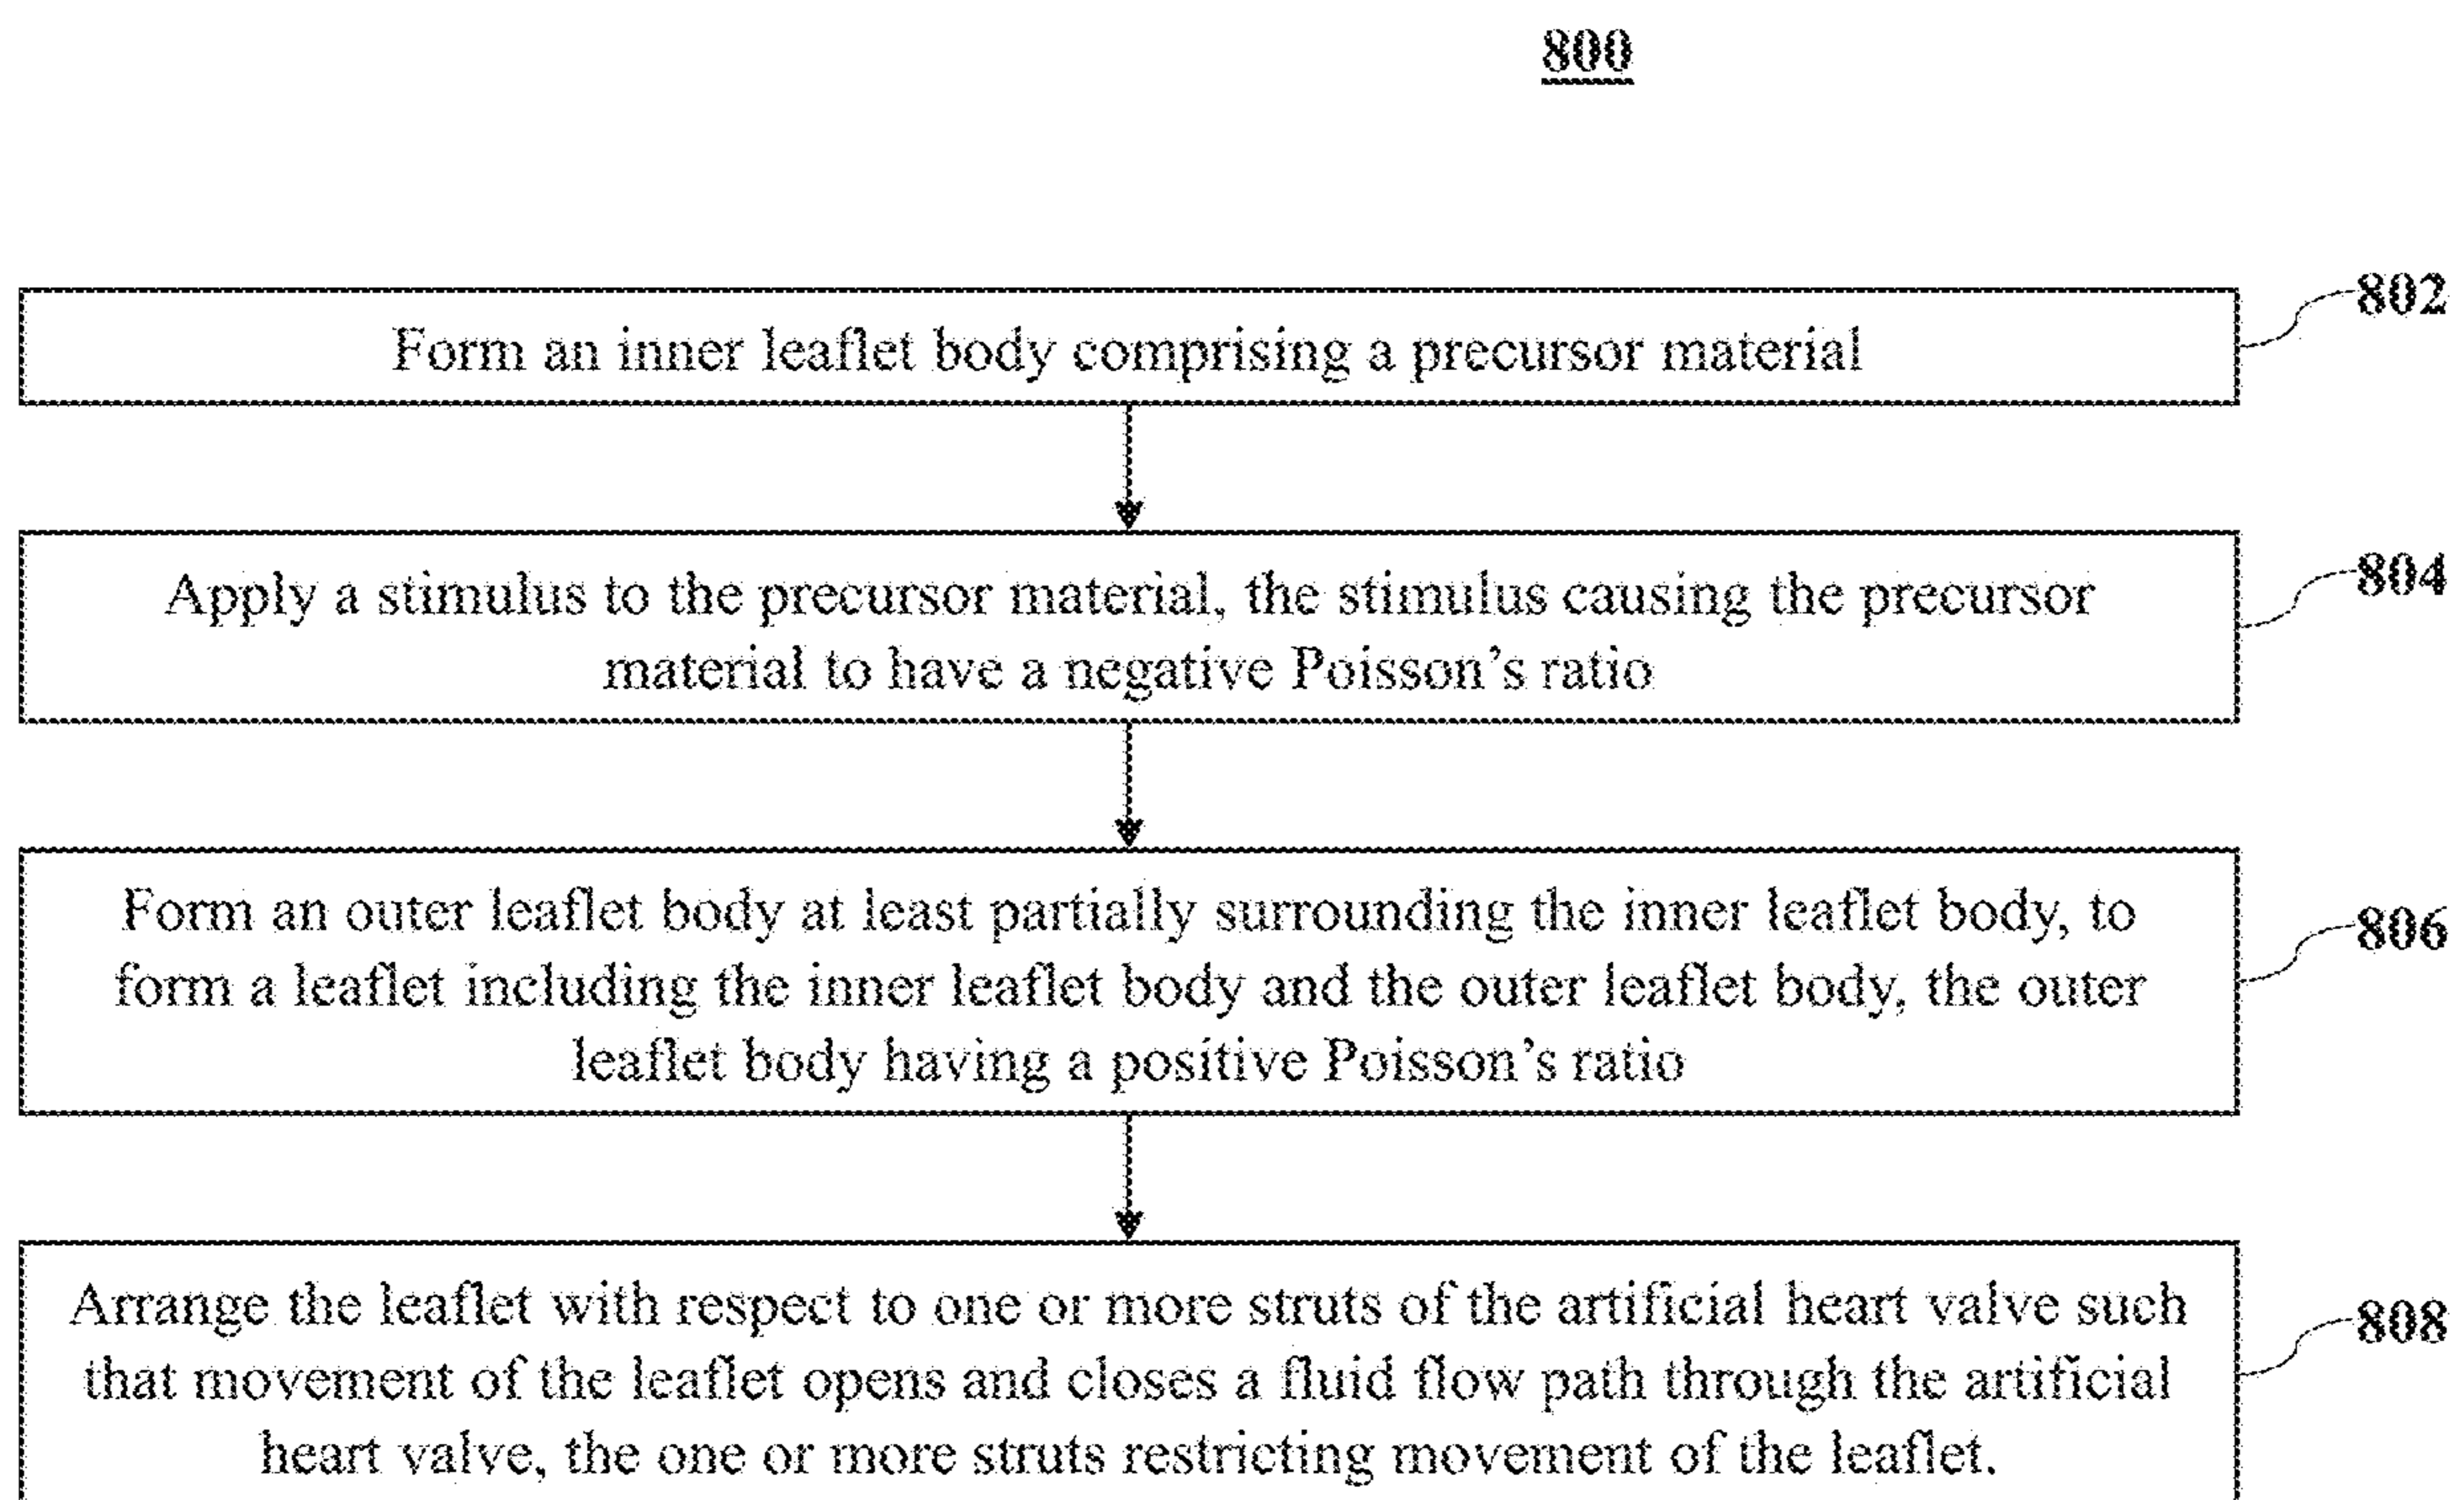 800
802
Form an inner leaflet body comprising a precursor material
804
Apply a stimulus to the precursor material, the stimulus causing the precursor
material to have a negative Poisson's ratio
806
Form an outer leaflet body at least partially surrounding the inner leaflet body, to
form a leaflet including the inner leaflet body and the outer leaflet body, the outer
leaflet body having a positive Poisson's ratio
808
Arrange the leaflet with respect to one or more struts of the artificial heart valve such
that movement of the leaflet opens and closes a fluid flow path through the artificial
heart valve, the one or more struts restricting movement of the leaflet.